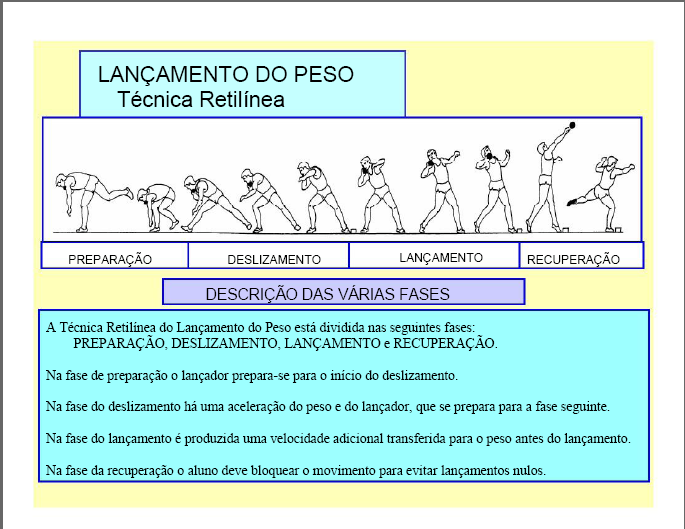 LANÇAMENTO DO PESO
Técnica Retilínea
PREPARAÇÃO
DESLIZAMENTO
LANÇAMENTO
RECUPERAÇÃO
DESCRIÇÃO DAS VÁRIAS FASES
A Técnica Retilínea do Lançamento do Peso está dividida nas seguintes fases:
PREPARAÇÃO, DESLIZAMENTO, LANÇAMENTO e RECUPERAÇÃO.
Na fase de preparação o lançador prepara-se para o início do deslizamento.
Na fase do deslizamento há uma aceleração do peso e do lançador, que se prepara para a fase seguinte.
Na fase do lançamento é produzida uma velocidade adicional transferida para o peso antes do lançamento.
Na fase da recuperação o aluno deve bloquear o movimento para evitar lançamentos nulos.